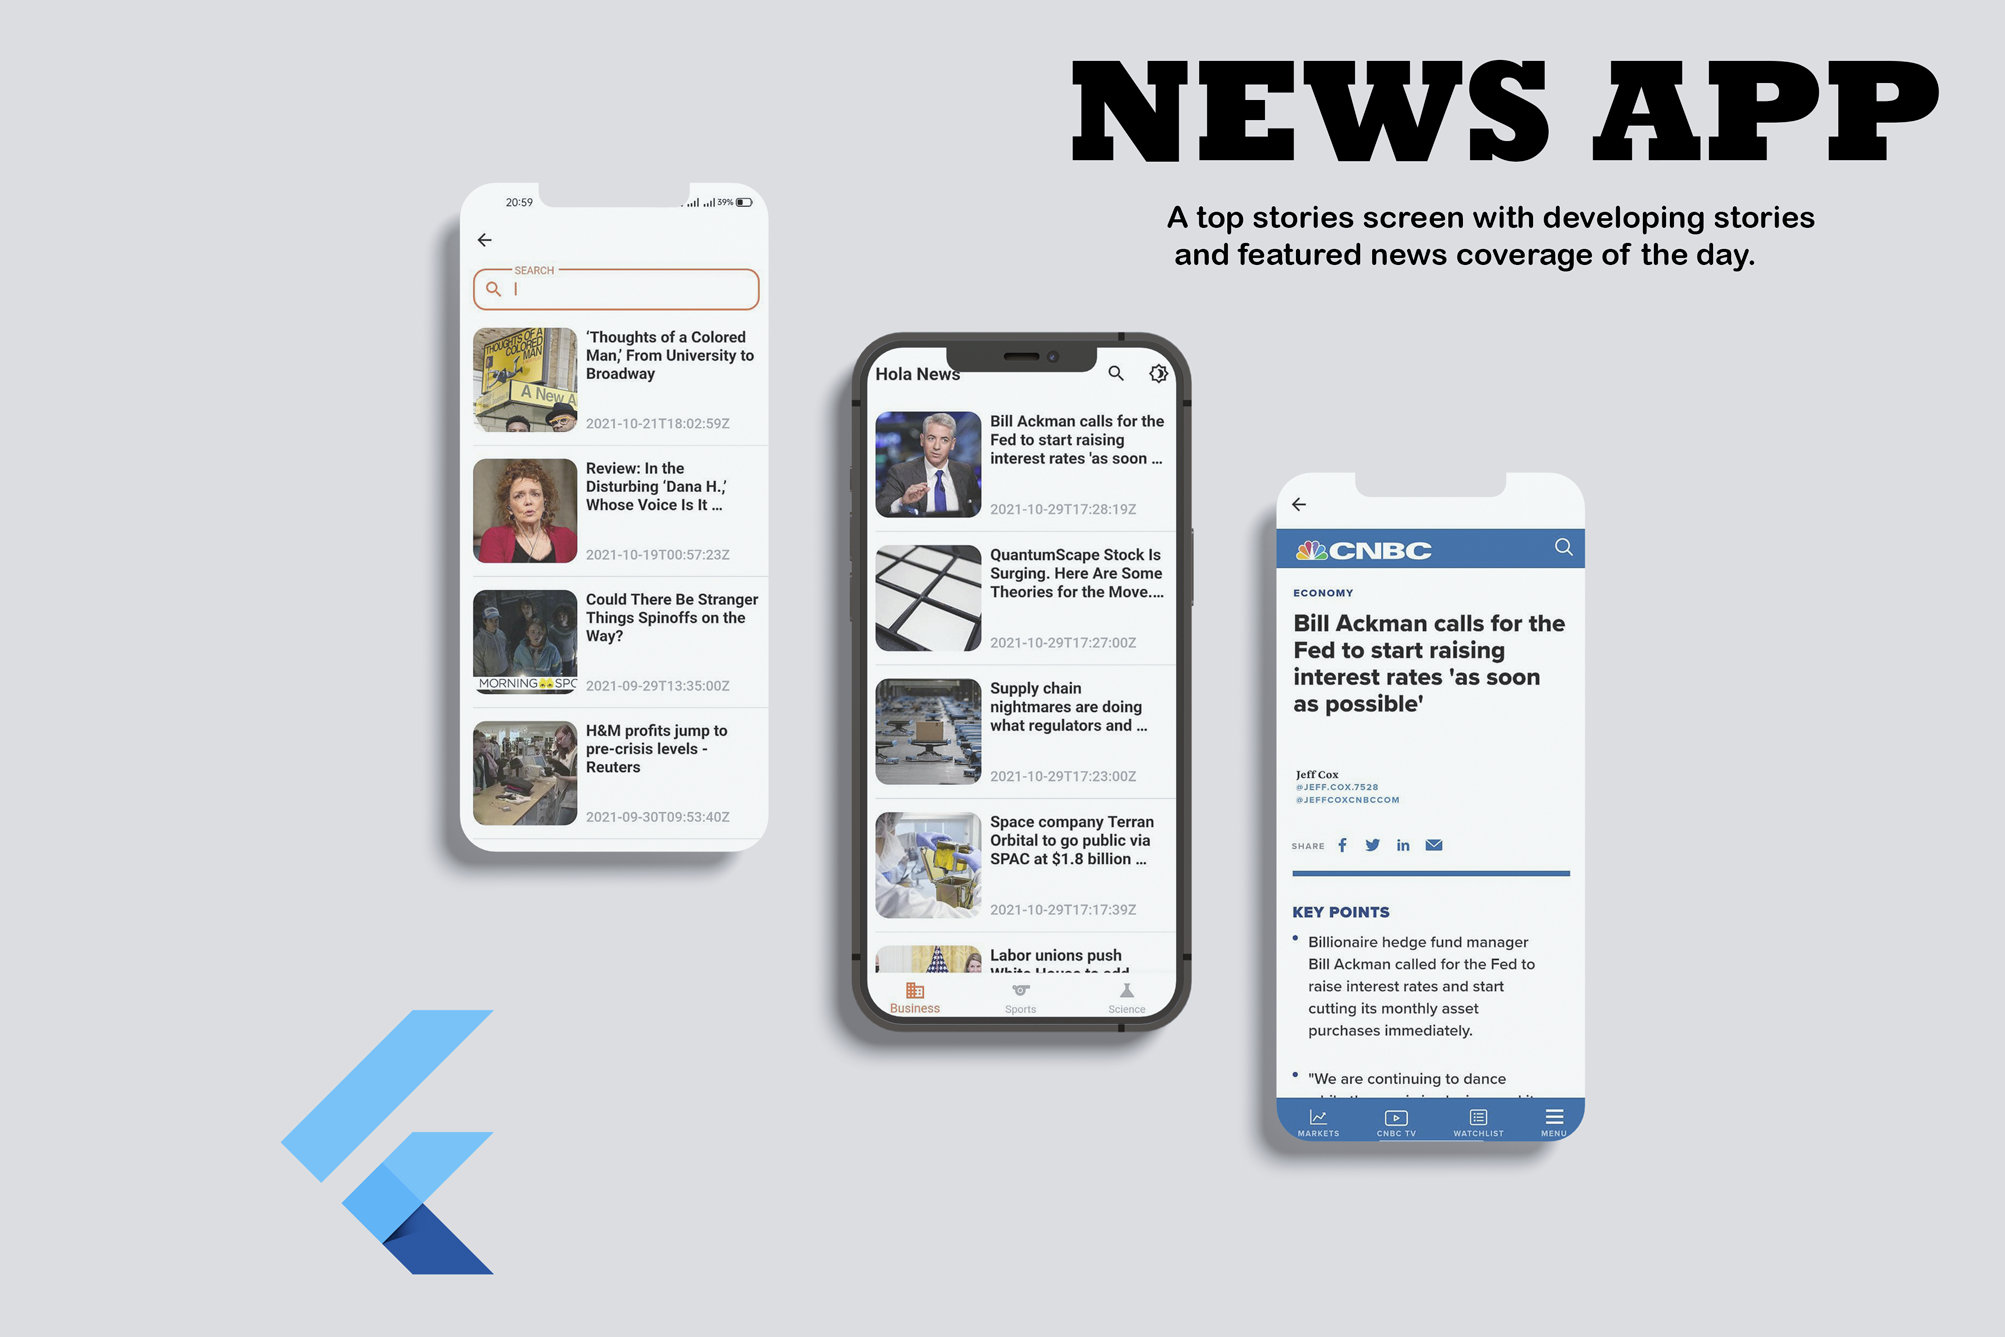 NEWS APP
A top stories screen with developing stories
and featured news coverage of the day.
20:59
39%
SEARCH
THOUGHTS OF A
COLORED
MAN
A New A
‘Thoughts of a Colored
Man,’ From University to
Broadway
2021-10-21T18:02:59Z
Review: In the
Disturbing ‘Dana H.,’
Whose Voice Is It ...
2021-10-19T00:57:23Z
MORNING SPO
Could There Be Stranger
Things Spinoffs on the
Way?
2021-09-29T13:35:00Z
H&M profits jump to
pre-crisis levels -
Reuters
2021-09-30T09:53:40Z
Hola News
Bill Ackman calls for the
Fed to start raising
interest rates 'as soon ...
2021-10-29T17:28:19Z
QuantumScape Stock Is
Surging. Here Are Some
Theories for the Move....
2021-10-29T17:27:00Z
Supply chain
nightmares are doing
what regulators and ...
2021-10-29T17:23:00Z
Space company Terran
Orbital to go public via
SPAC at $1.8 billion ...
2021-10-29T17:17:39Z
Labor unions push
White House to add
Business
Sports
Science
CNBC
ECONOMY
Bill Ackman calls for the
Fed to start raising
interest rates 'as soon
as possible'
Jeff Cox
@JEFF.COX.7528
@JEFFCOXCNBCCOM
SHARE
KEY POINTS
• Billionaire hedge fund manager
Bill Ackman called for the Fed to
raise interest rates and start
cutting its monthly asset
purchases immediately.
• "We are continuing to dance
MARKETS
CNBC TV
WATCHLIST
MENU